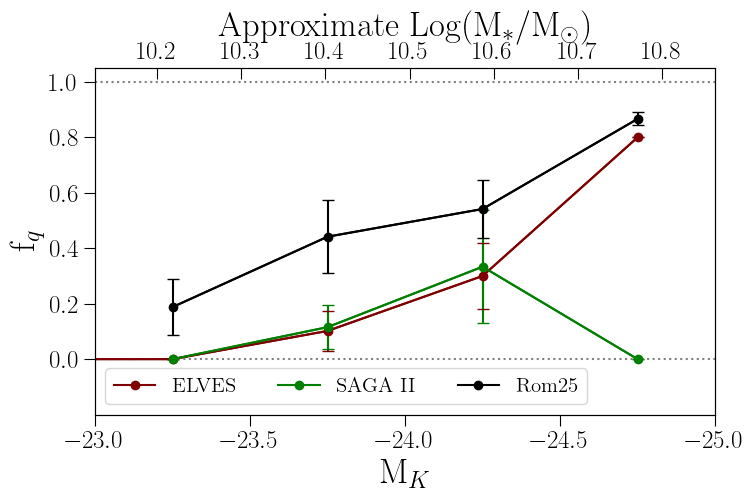 Approximate Log(M*/M☉)
10.2 10.3 10.4 10.5 10.6 10.7 10.8
1.0
0.8
0.6
f_q
0.4
0.2
0.0
ELVES SAGA II Rom25
−23.0 −23.5 −24.0 −24.5 −25.0
M_K